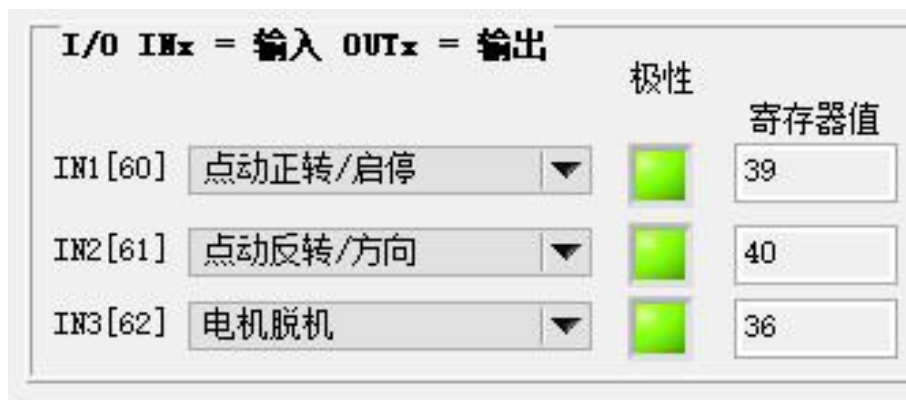 I/O INx = 输入 OUTx = 输出
极性
寄存器值
IN1[60] 点动正转/启停 39
IN2[61] 点动反转/方向 40
IN3[62] 电机脱机 36